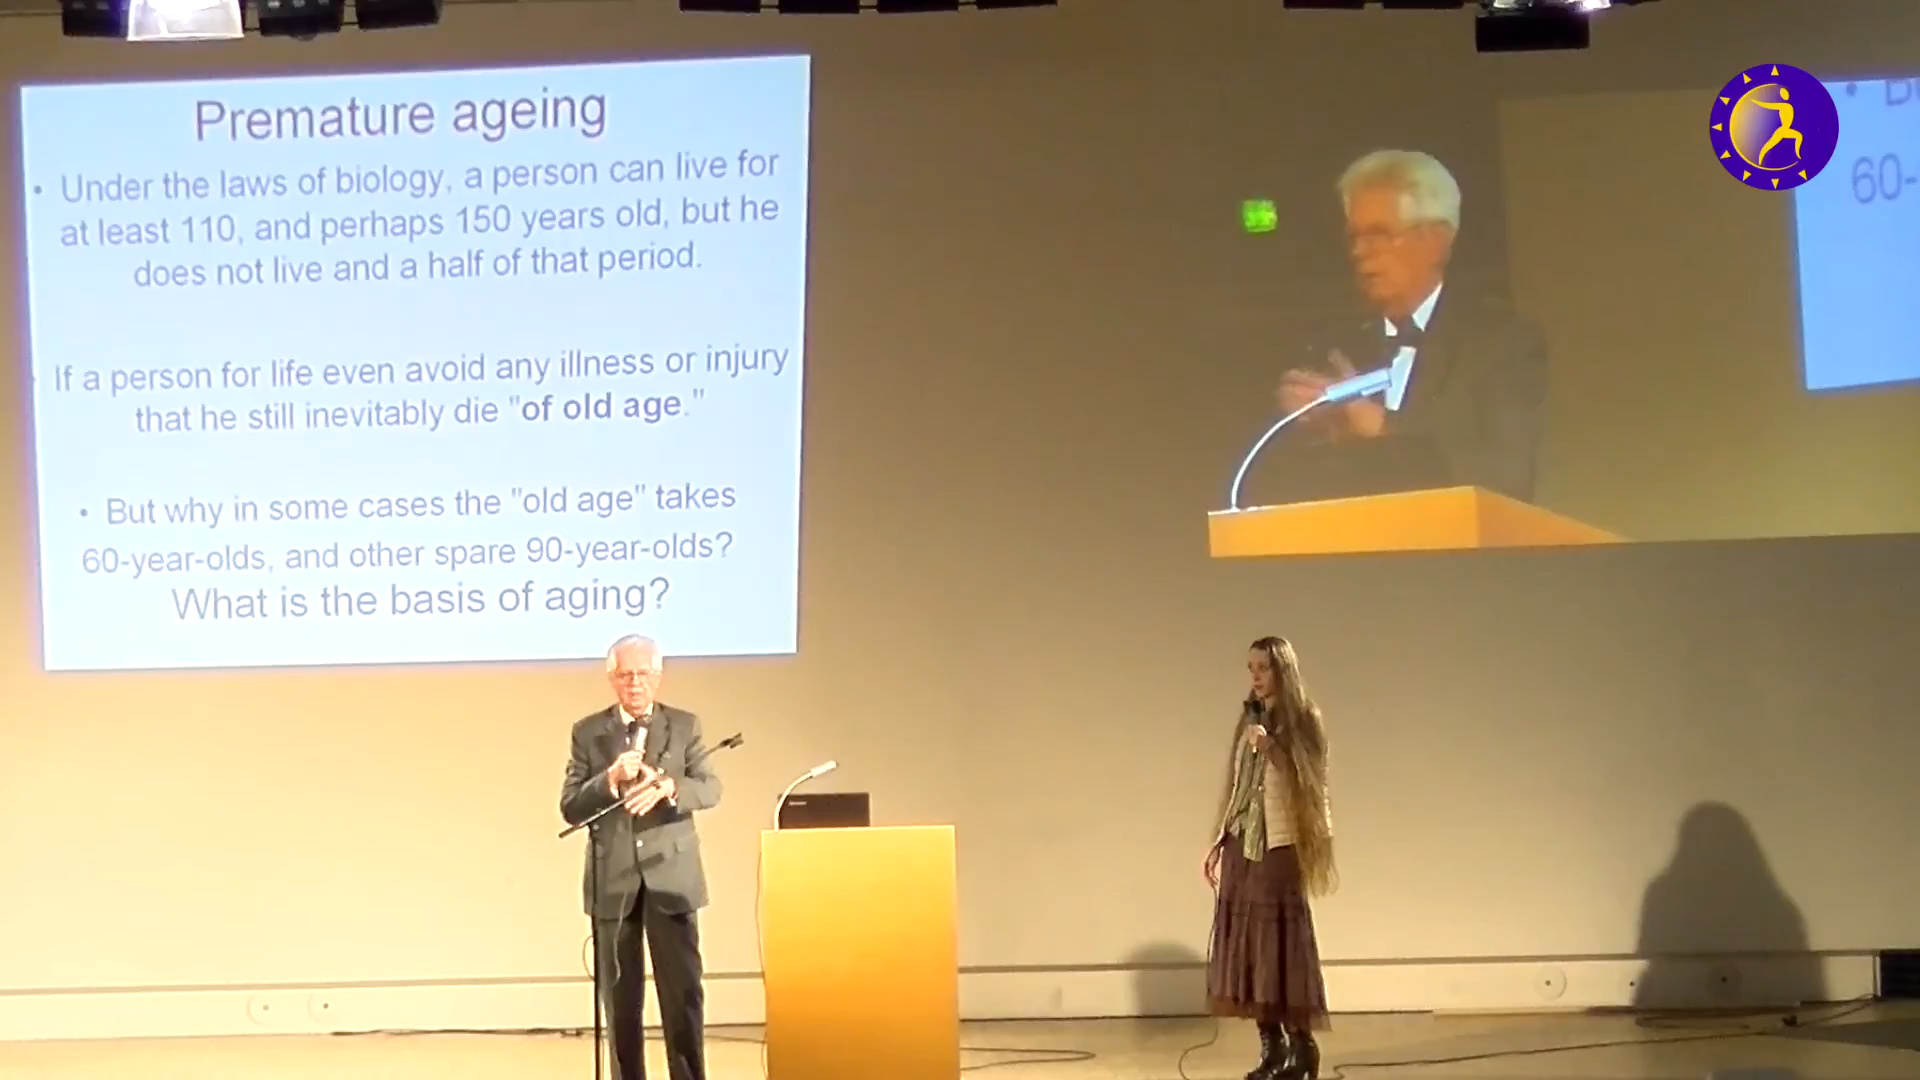 Premature ageing
• Under the laws of biology, a person can live for
at least 110, and perhaps 150 years old, but he
does not live and a half of that period.
If a person for life even avoid any illness or injury
that he still inevitably die "of old age."
• But why in some cases the "old age" takes
60-year-olds, and other spare 90-year-olds?
What is the basis of aging?
60-